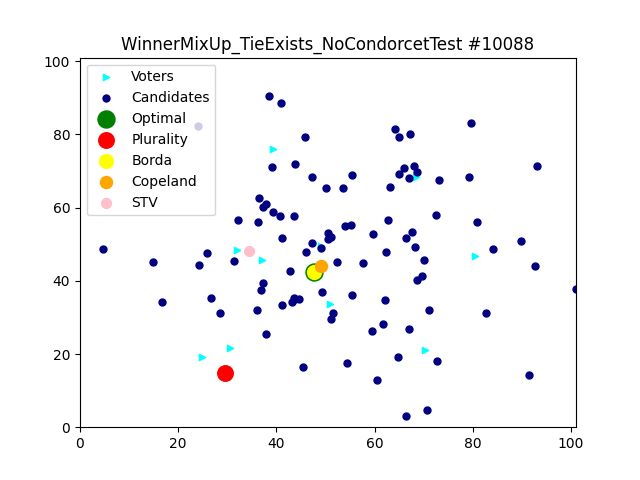 WinnerMixUp_TieExists_NoCondorcetTest #10088
100
80
60
40
20
0
Voters
Candidates
Optimal
Plurality
Borda
Copeland
STV
0 20 40 60 80 100